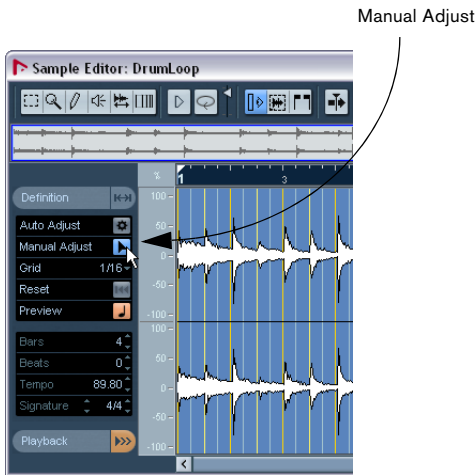 Manual Adjust
Sample Editor: DrumLoop
% 1 3
Definition
Auto Adjust
Manual Adjust
Grid 1/16
Reset
Preview
Bars 4
Beats 0
Tempo 89.80
Signature 4/4
Playback
100
50
0
-50
-100
100
50
0
-50
-100